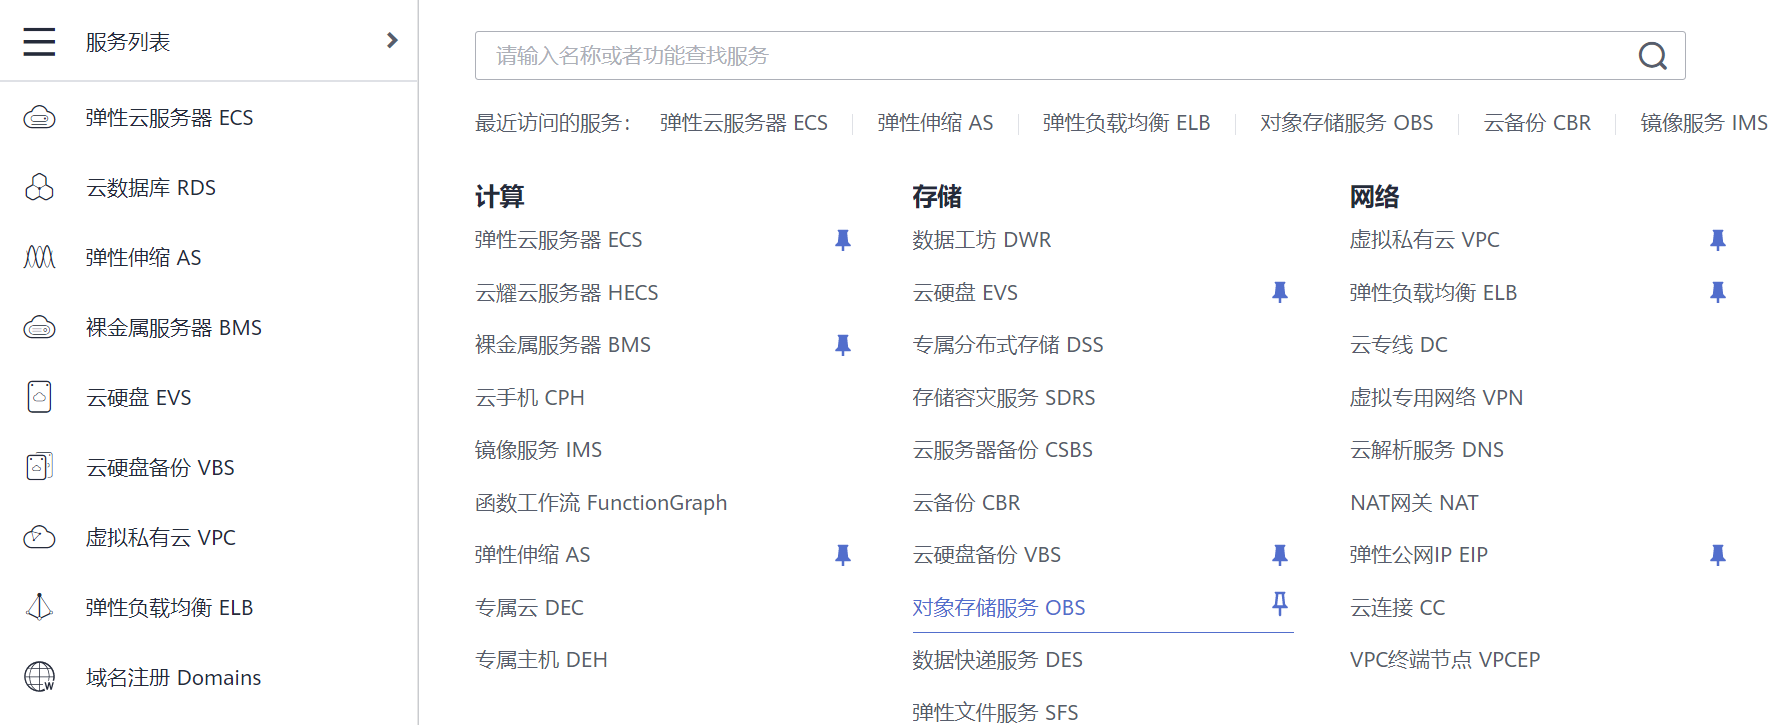 服务列表
弹性云服务器 ECS
云数据库 RDS
弹性伸缩 AS
裸金属服务器 BMS
云硬盘 EVS
云硬盘备份 VBS
虚拟私有云 VPC
弹性负载均衡 ELB
域名注册 Domains
请输入名称或者功能查找服务
最近访问的服务： 弹性云服务器 ECS 弹性伸缩 AS 弹性负载均衡 ELB 对象存储服务 OBS 云备份 CBR 镜像服务 IMS
计算
弹性云服务器 ECS
云耀云服务器 HECS
裸金属服务器 BMS
云手机 CPH
镜像服务 IMS
函数工作流 FunctionGraph
弹性伸缩 AS
专属云 DEC
专属主机 DEH
存储
数据工坊 DWR
云硬盘 EVS
专属分布式存储 DSS
存储容灾服务 SDRS
云服务器备份 CSBS
云备份 CBR
云硬盘备份 VBS
对象存储服务 OBS
数据快递服务 DES
弹性文件服务 SFS
网络
虚拟私有云 VPC
弹性负载均衡 ELB
云专线 DC
虚拟专用网络 VPN
云解析服务 DNS
NAT网关 NAT
弹性公网IP EIP
云连接 CC
VPC终端节点 VPCEP